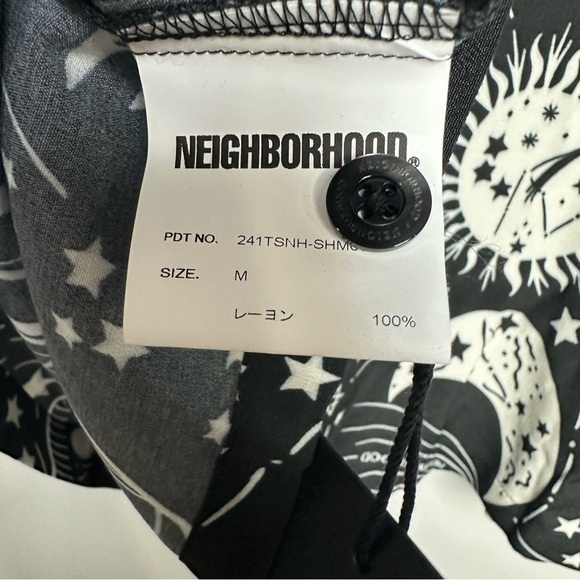 NEIGHBORHOOD®
PDT NO. 241TSNH-SHM
SIZE. M
レーヨン 100%